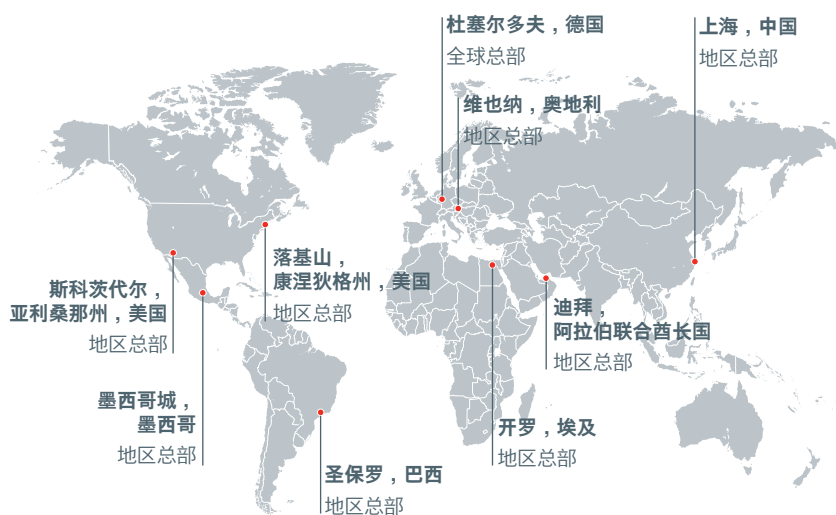 杜塞尔多夫，德国
全球总部
上海，中国
地区总部
维也纳，奥地利
地区总部
落基山，
康涅狄格州，美国
地区总部
斯科茨代尔，
亚利桑那州，美国
地区总部
迪拜，
阿拉伯联合酋长国
地区总部
墨西哥城，
墨西哥
地区总部
开罗，埃及
地区总部
圣保罗，巴西
地区总部